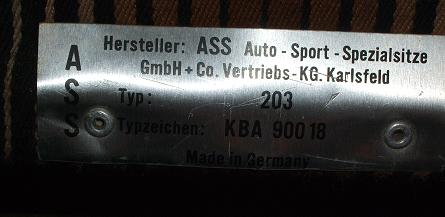 A S S
Hersteller: ASS Auto-Sport-Spezialsitze
GmbH+Co. Vertriebs-KG. Karlsfeld
Typ: 203
Typzeichen: KBA 90018
Made in Germany